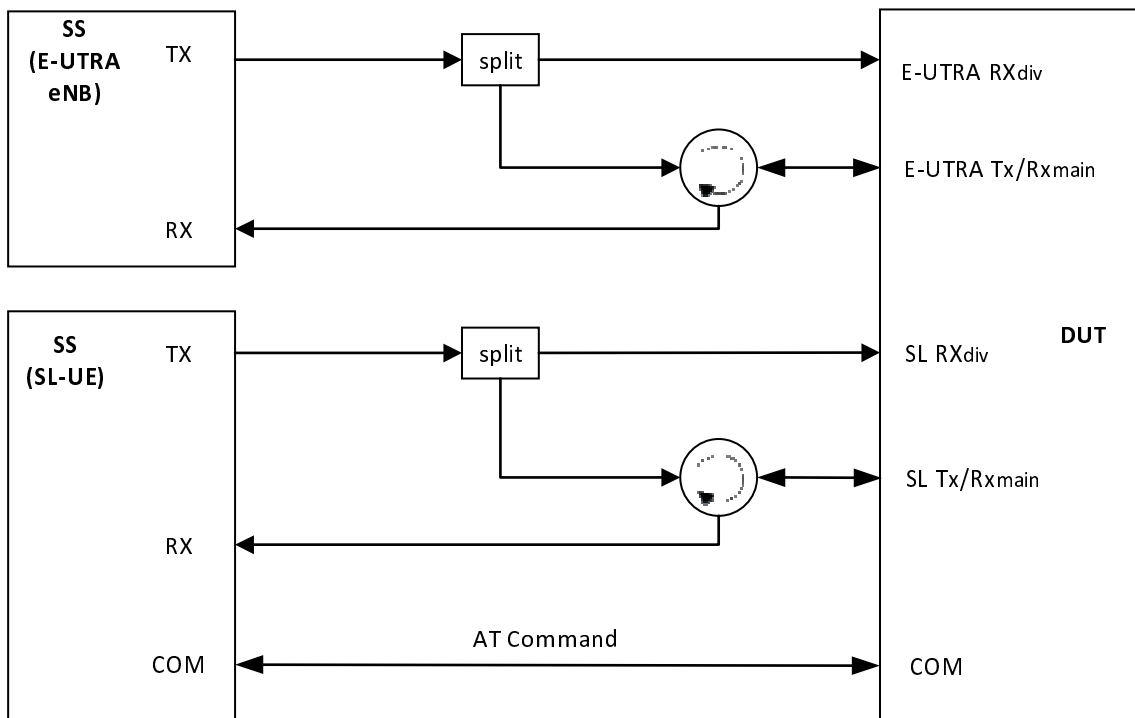 SS
(E-UTRA
eNB)
TX
RX
split
E-UTRA RXdiv
E-UTRA Tx/Rxmain
SS
(SL-UE)
TX
RX
COM
split
SL RXdiv
SL Tx/Rxmain
DUT
AT Command
COM